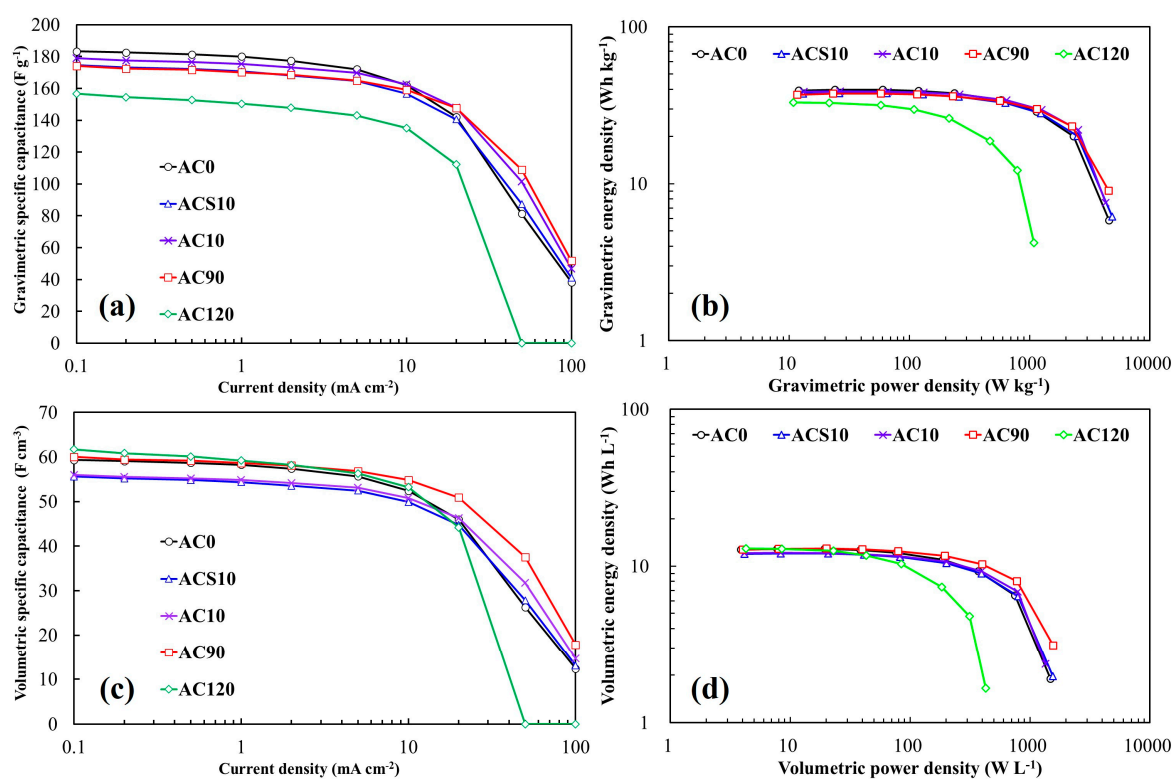 200
180
160
140
120
100
80
60
40
20
0
Gravimetric specific capacitance (F g⁻¹)
AC0
ACS10
AC10
AC90
AC120
(a)
0.1 1 10 100
Current density (mA cm⁻²)
100
10
1
Gravimetric energy density (Wh kg⁻¹)
AC0 ACS10 AC10 AC90 AC120
(b)
1 10 100 1000 10000
Gravimetric power density (W kg⁻¹)
70
60
50
40
30
20
10
0
Volumetric specific capacitance (F cm⁻³)
AC0
ACS10
AC10
AC90
AC120
(c)
0.1 1 10 100
Current density (mA cm⁻²)
100
10
1
Volumetric energy density (Wh L⁻¹)
AC0 ACS10 AC10 AC90 AC120
(d)
1 10 100 1000 10000
Volumetric power density (W L⁻¹)